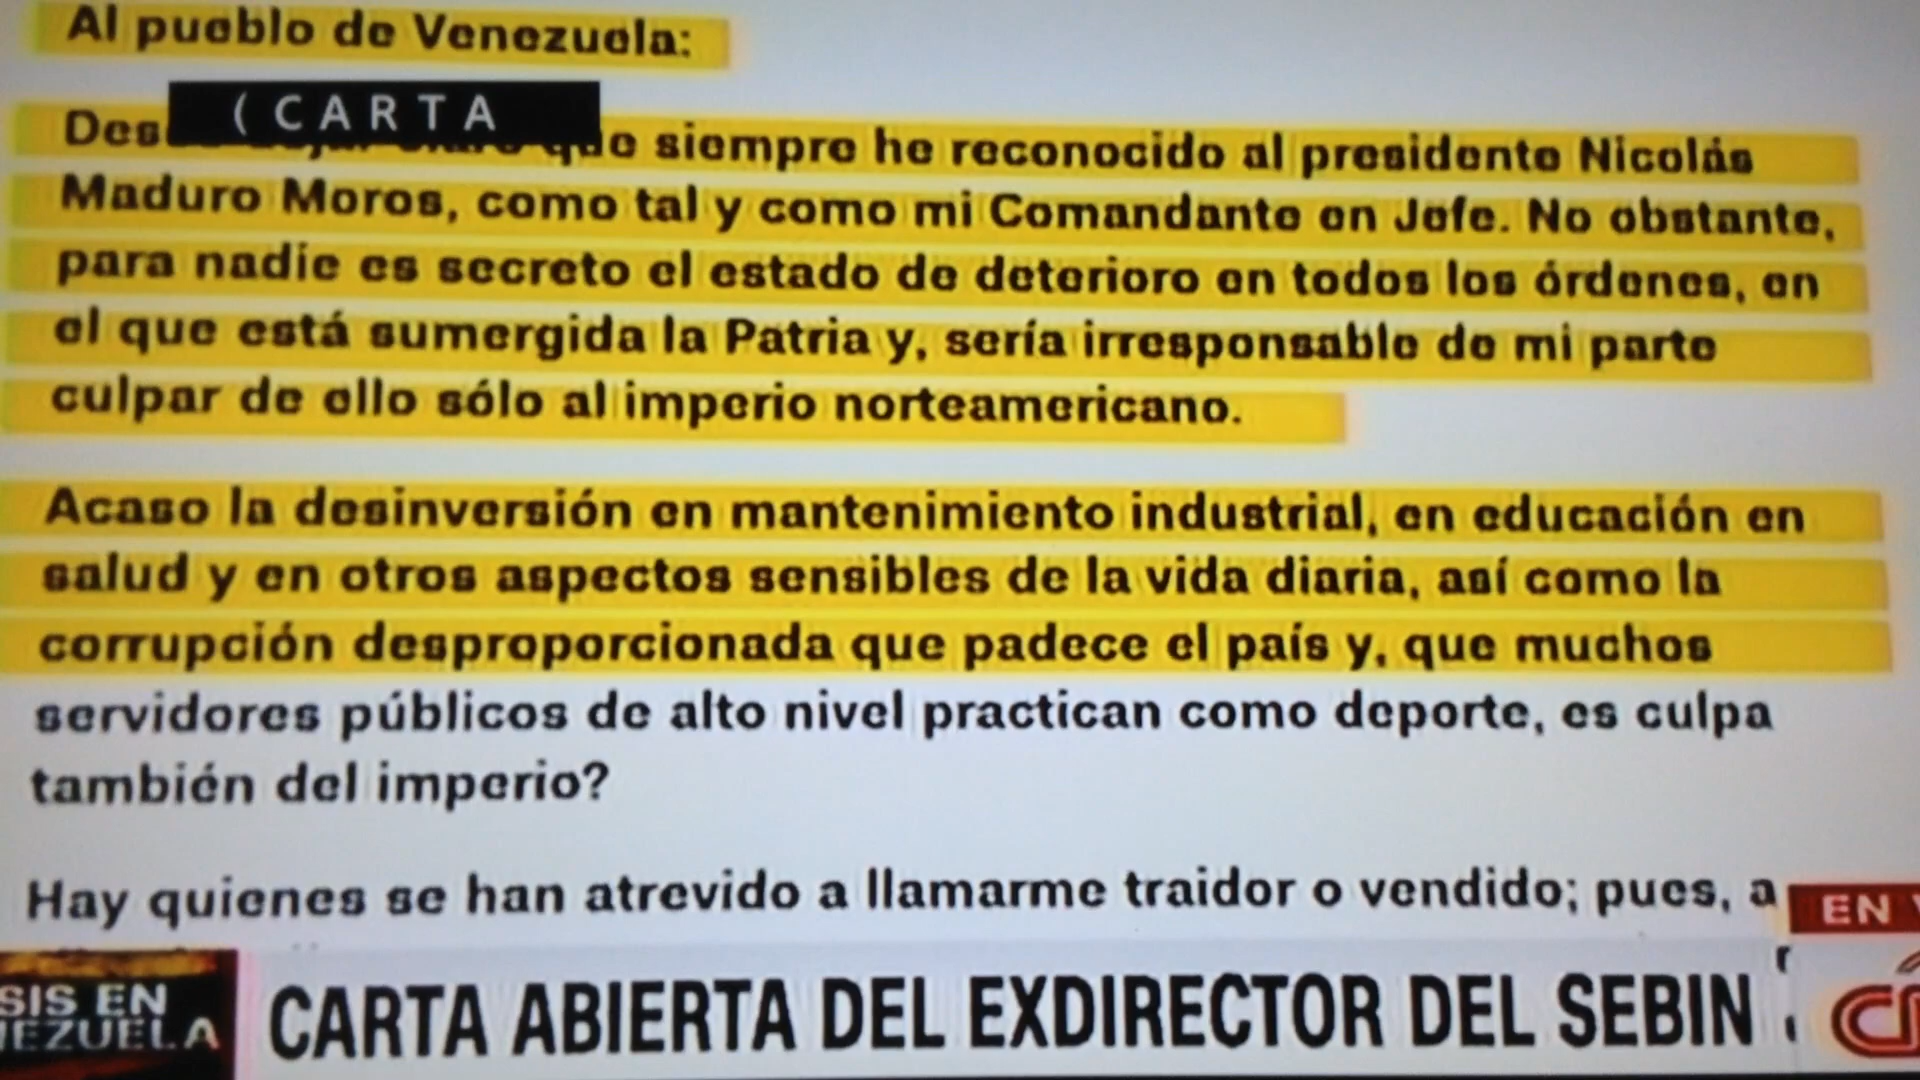 Al pueblo de Venezuela:
( CARTA
que siempre he reconocido al presidente Nicolás
Maduro Moros, como tal y como mi Comandante en Jefe. No obstante,
para nadie es secreto el estado de deterioro en todos los órdenes, en
el que está sumergida la Patria y, sería irresponsable de mi parte
culpar de ello sólo al imperio norteamericano.
Acaso la desinversión en mantenimiento industrial, en educación en
salud y en otros aspectos sensibles de la vida diaria, así como la
corrupción desproporcionada que padece el país y, que muchos
servidores públicos de alto nivel practican como deporte, es culpa
también del imperio?
Hay quienes se han atrevido a llamarme traidor o vendido; pues, a
EN
SIS EN
NEZUELA
CARTA ABIERTA DEL EXDIRECTOR DEL SEBIN